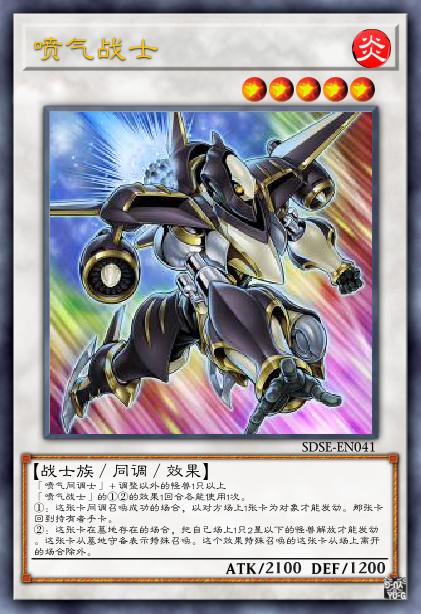 喷气战士
炎
SDSE-EN041
【战士族／同调／效果】
「喷气同调士」＋调整以外的怪兽1只以上
「喷气战士」的①②的效果1回合各能使用1次。
①：这张卡同调召唤成功的场合，以对方场上1张卡为对象才能发动。那张卡
回到持有者手卡。
②：这张卡在墓地存在的场合，把自己场上1只2星以下的怪兽解放才能发动
。这张卡从墓地守备表示特殊召唤。这个效果特殊召唤的这张卡从场上离开
的场合除外。
ATK/2100 DEF/1200